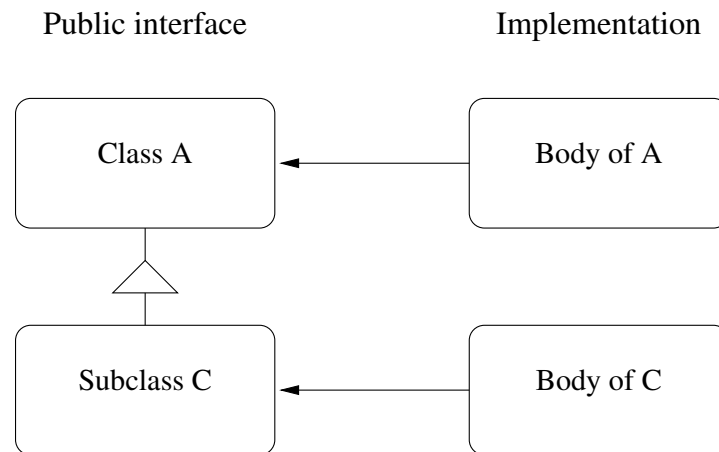 Public interface
Implementation
Class A
Body of A
Subclass C
Body of C